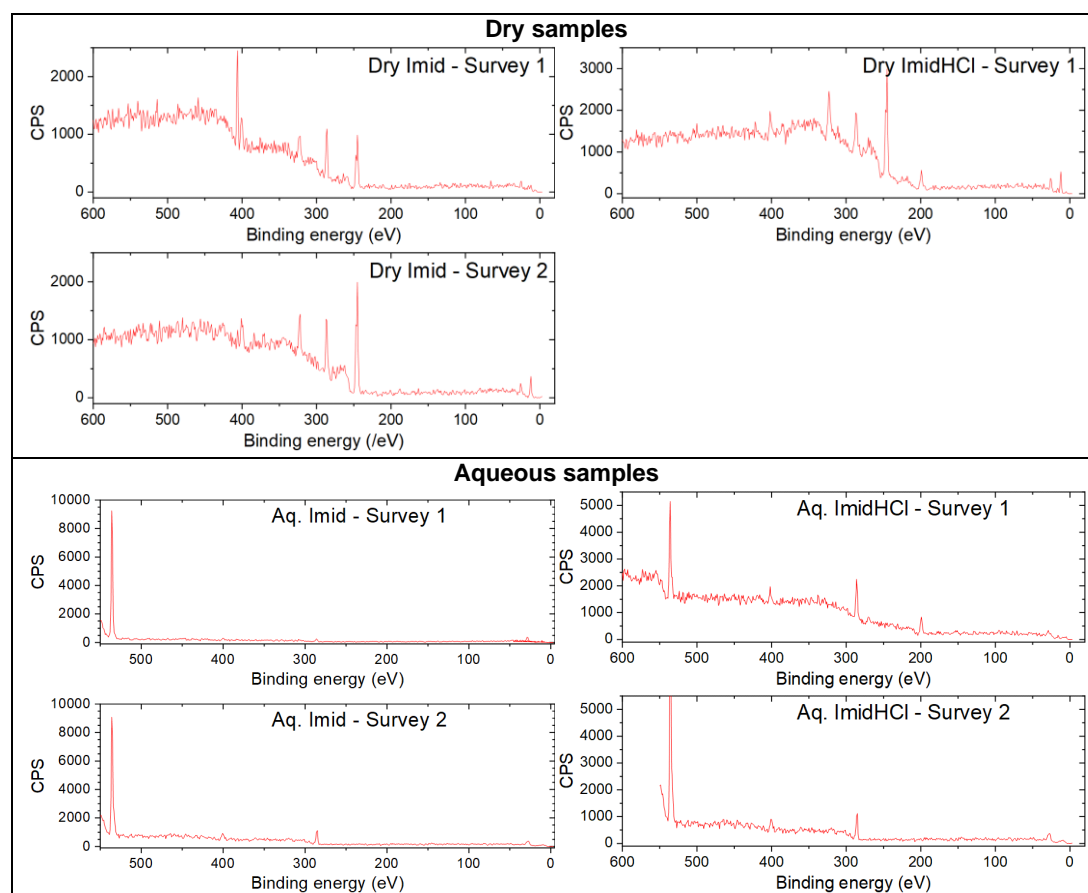 Dry samples
Dry Imid - Survey 1
CPS
2000
1000
0
600 500 400 300 200 100 0
Binding energy (eV)
Dry ImidHCl - Survey 1
CPS
3000
2000
1000
0
600 500 400 300 200 100 0
Binding energy (eV)
Dry Imid - Survey 2
CPS
2000
1000
0
600 500 400 300 200 100 0
Binding energy (/eV)
Aqueous samples
Aq. Imid - Survey 1
CPS
10000
8000
6000
4000
2000
0
500 400 300 200 100 0
Binding energy (eV)
Aq. ImidHCl - Survey 1
CPS
5000
4000
3000
2000
1000
0
600 500 400 300 200 100 0
Binding energy (eV)
Aq. Imid - Survey 2
CPS
10000
8000
6000
4000
2000
0
500 400 300 200 100 0
Binding energy (eV)
Aq. ImidHCl - Survey 2
CPS
5000
4000
3000
2000
1000
0
600 500 400 300 200 100 0
Binding energy (eV)